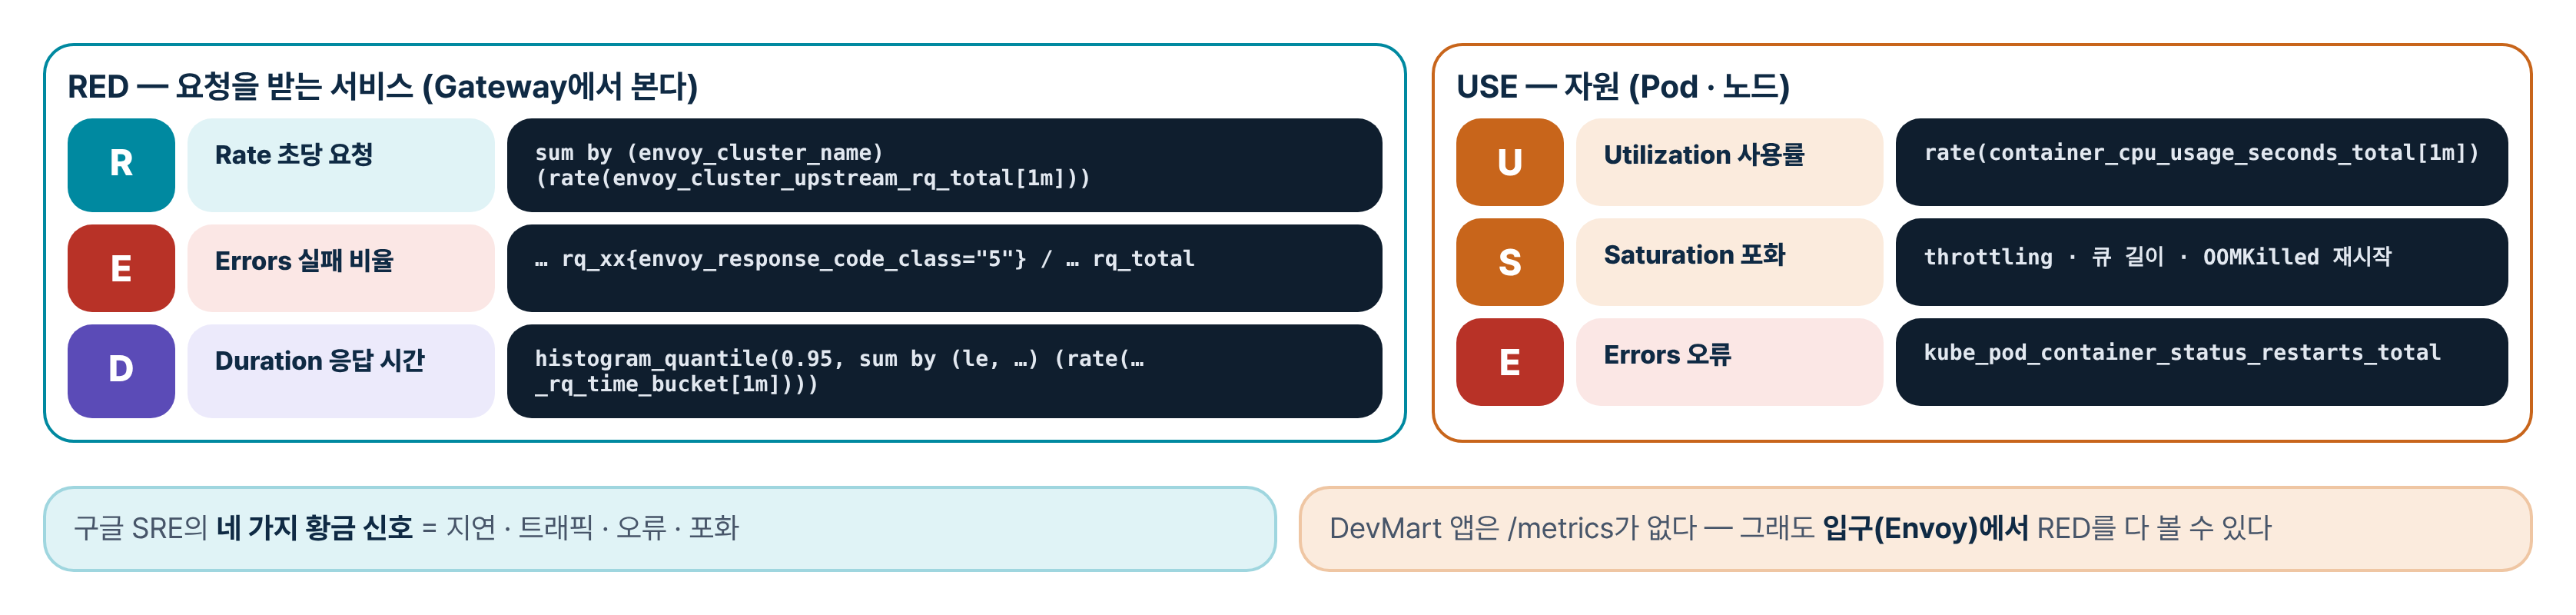 RED — 요청을 받는 서비스 (Gateway에서 본다)
R
Rate 초당 요청
sum by (envoy_cluster_name)
(rate(envoy_cluster_upstream_rq_total[1m]))
E
Errors 실패 비율
… rq_xx{envoy_response_code_class="5"} / … rq_total
D
Duration 응답 시간
histogram_quantile(0.95, sum by (le, …) (rate(…
_rq_time_bucket[1m])))
USE — 자원 (Pod · 노드)
U
Utilization 사용률
rate(container_cpu_usage_seconds_total[1m])
S
Saturation 포화
throttling · 큐 길이 · OOMKilled 재시작
E
Errors 오류
kube_pod_container_status_restarts_total
구글 SRE의 네 가지 황금 신호 = 지연 · 트래픽 · 오류 · 포화
DevMart 앱은 /metrics가 없다 — 그래도 입구(Envoy)에서 RED를 다 볼 수 있다